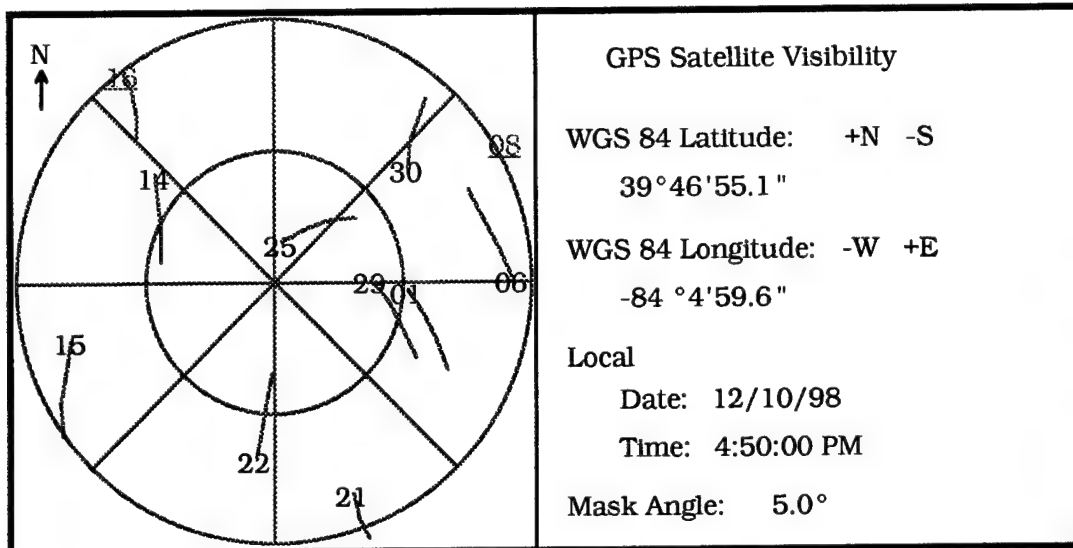 N
16
08
14
30
25
29
01
06
15
22
21
GPS Satellite Visibility
WGS 84 Latitude: +N -S
39°46'55.1"
WGS 84 Longitude: -W +E
-84 °4'59.6"
Local
Date: 12/10/98
Time: 4:50:00 PM
Mask Angle: 5.0°